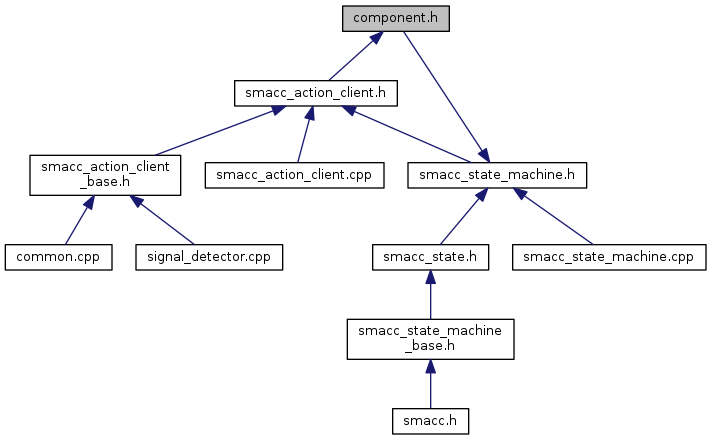 component.h
smacc_action_client.h
smacc_action_client
_base.h
smacc_action_client.cpp
smacc_state_machine.h
common.cpp
signal_detector.cpp
smacc_state.h
smacc_state_machine.cpp
smacc_state_machine
_base.h
smacc.h